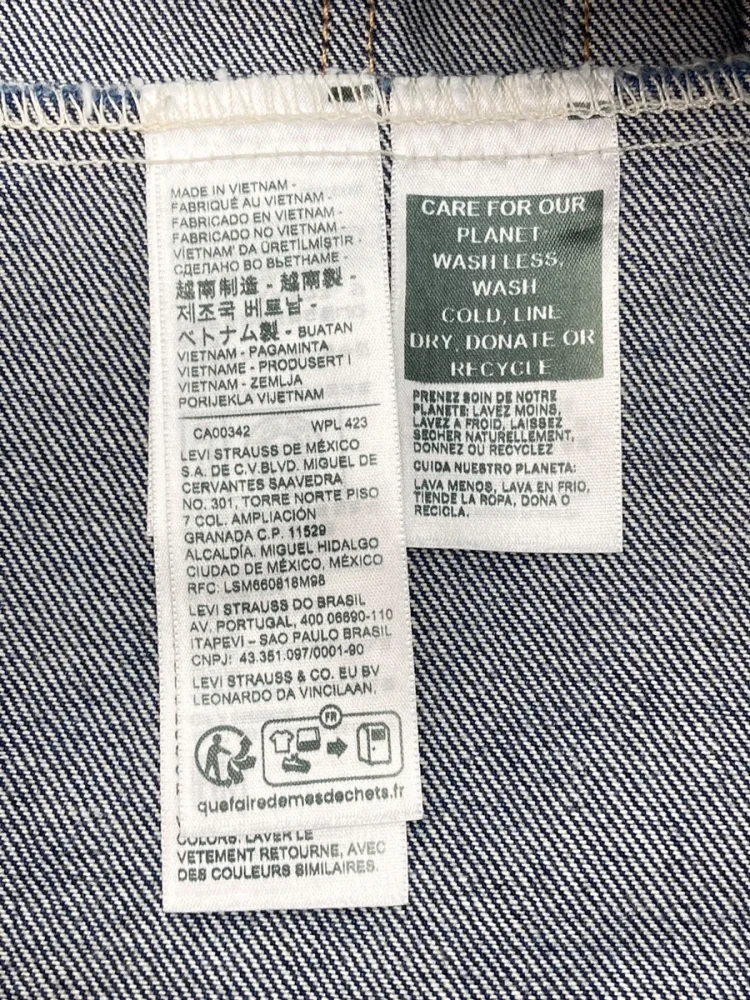 MADE IN VIETNAM -
FABRIQUÉ AU VIETNAM -
FABRICADO EN VIETNAM -
FABRICADO NO VIETNAM -
VIETNAM' DA ÜRETILMIŞTIR -
СДЕЛАНО ВО ВЬЕТНАМЕ -
越南制造 - 越南製 -
제조국 베트남 -
ベトナム製 - BUATAN
VIETNAM - PAGAMINTA
VIETNAME - PRODUSERT I
VIETNAM - ZEMLJA
PORIJEKLA VIJETNAM
CA00342 WPL 423
LEVI STRAUSS DE MÉXICO
S.A. DE C.V.BLVD. MIGUEL DE
CERVANTES SAAVEDRA
NO. 301, TORRE NORTE PISO
7 COL. AMPLIACIÓN
GRANADA C.P. 11529
ALCALDÍA. MIGUEL HIDALGO
CIUDAD DE MÉXICO, MÉXICO
RFC: LSM660818M98
LEVI STRAUSS DO BRASIL
AV. PORTUGAL, 400 06690-110
ITAPEVI – SAO PAULO BRASIL
CNPJ: 43.351.097/0001-90
LEVI STRAUSS & CO. EU BV
LEONARDO DA VINCILAAN,
FR
quefairedemesdechets.fr
COLORS. LAVER LE
VETEMENT RETOURNE, AVEC
DES COULEURS SIMILAIRES.
CARE FOR OUR
PLANET:
WASH LESS,
WASH
COLD, LINE
DRY, DONATE OR
RECYCLE
PRENEZ SOIN DE NOTRE
PLANETE: LAVEZ MOINS,
LAVEZ A FROID, LAISSEZ
SECHER NATURELLEMENT,
DONNEZ OU RECYCLEZ
CUIDA NUESTRO PLANETA:
LAVA MENOS, LAVA EN FRIO,
TIENDE LA ROPA, DONA O
RECICLA.